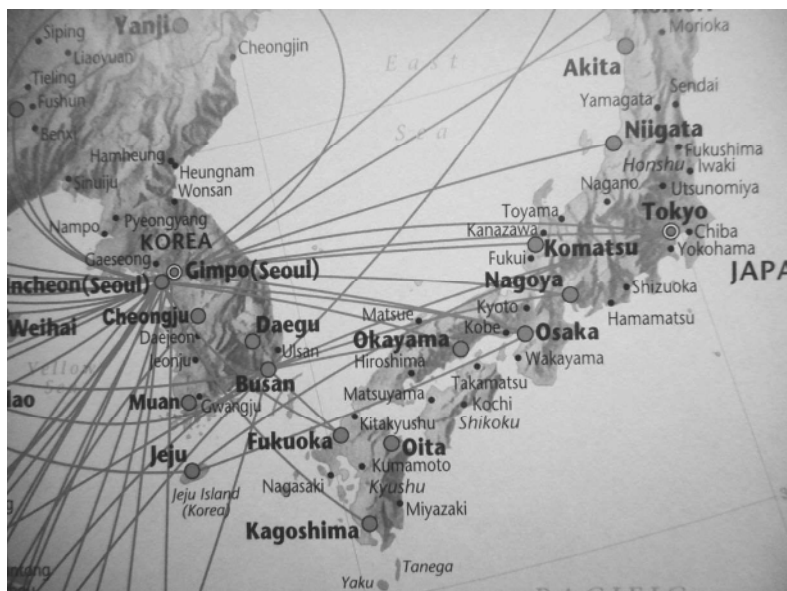 Siping
Yanji
Morioka
Liaoyuan
Cheongjin
East
Akita
Tieling
Fushun
Sendai
Yamagata
Benxi
Sea
Niigata
Fukushima
Hamheung
Heungnam
Honshu
Iwaki
Sinuiju
Wonsan
Nagano
Utsunomiya
Nampo
Pyeongyang
Toyama
Tokyo
KOREA
Kanazawa
Chiba
Komatsu
Yokohama
Gaeseong
Gimpo(Seoul)
Fukui
JAPA
Incheon(Seoul)
Nagoya
Shizuoka
Cheongju
Matsue
Kyoto
Hamamatsu
Weihai
Daegu
Kobe
Osaka
Daejeon
Ulsan
Okayama
Jeonju
Hiroshima
Wakayama
Yellow
Busan
Takamatsu
Matsuyama
Muan
Gwangju
Kochi
Kitakyushu
Shikoku
Fukuoka
Oita
Jeju
Kumamoto
Nagasaki
Kyushu
Jeju Island
(Korea)
Miyazaki
Kagoshima
Tanega
Yaku
PACIFIC